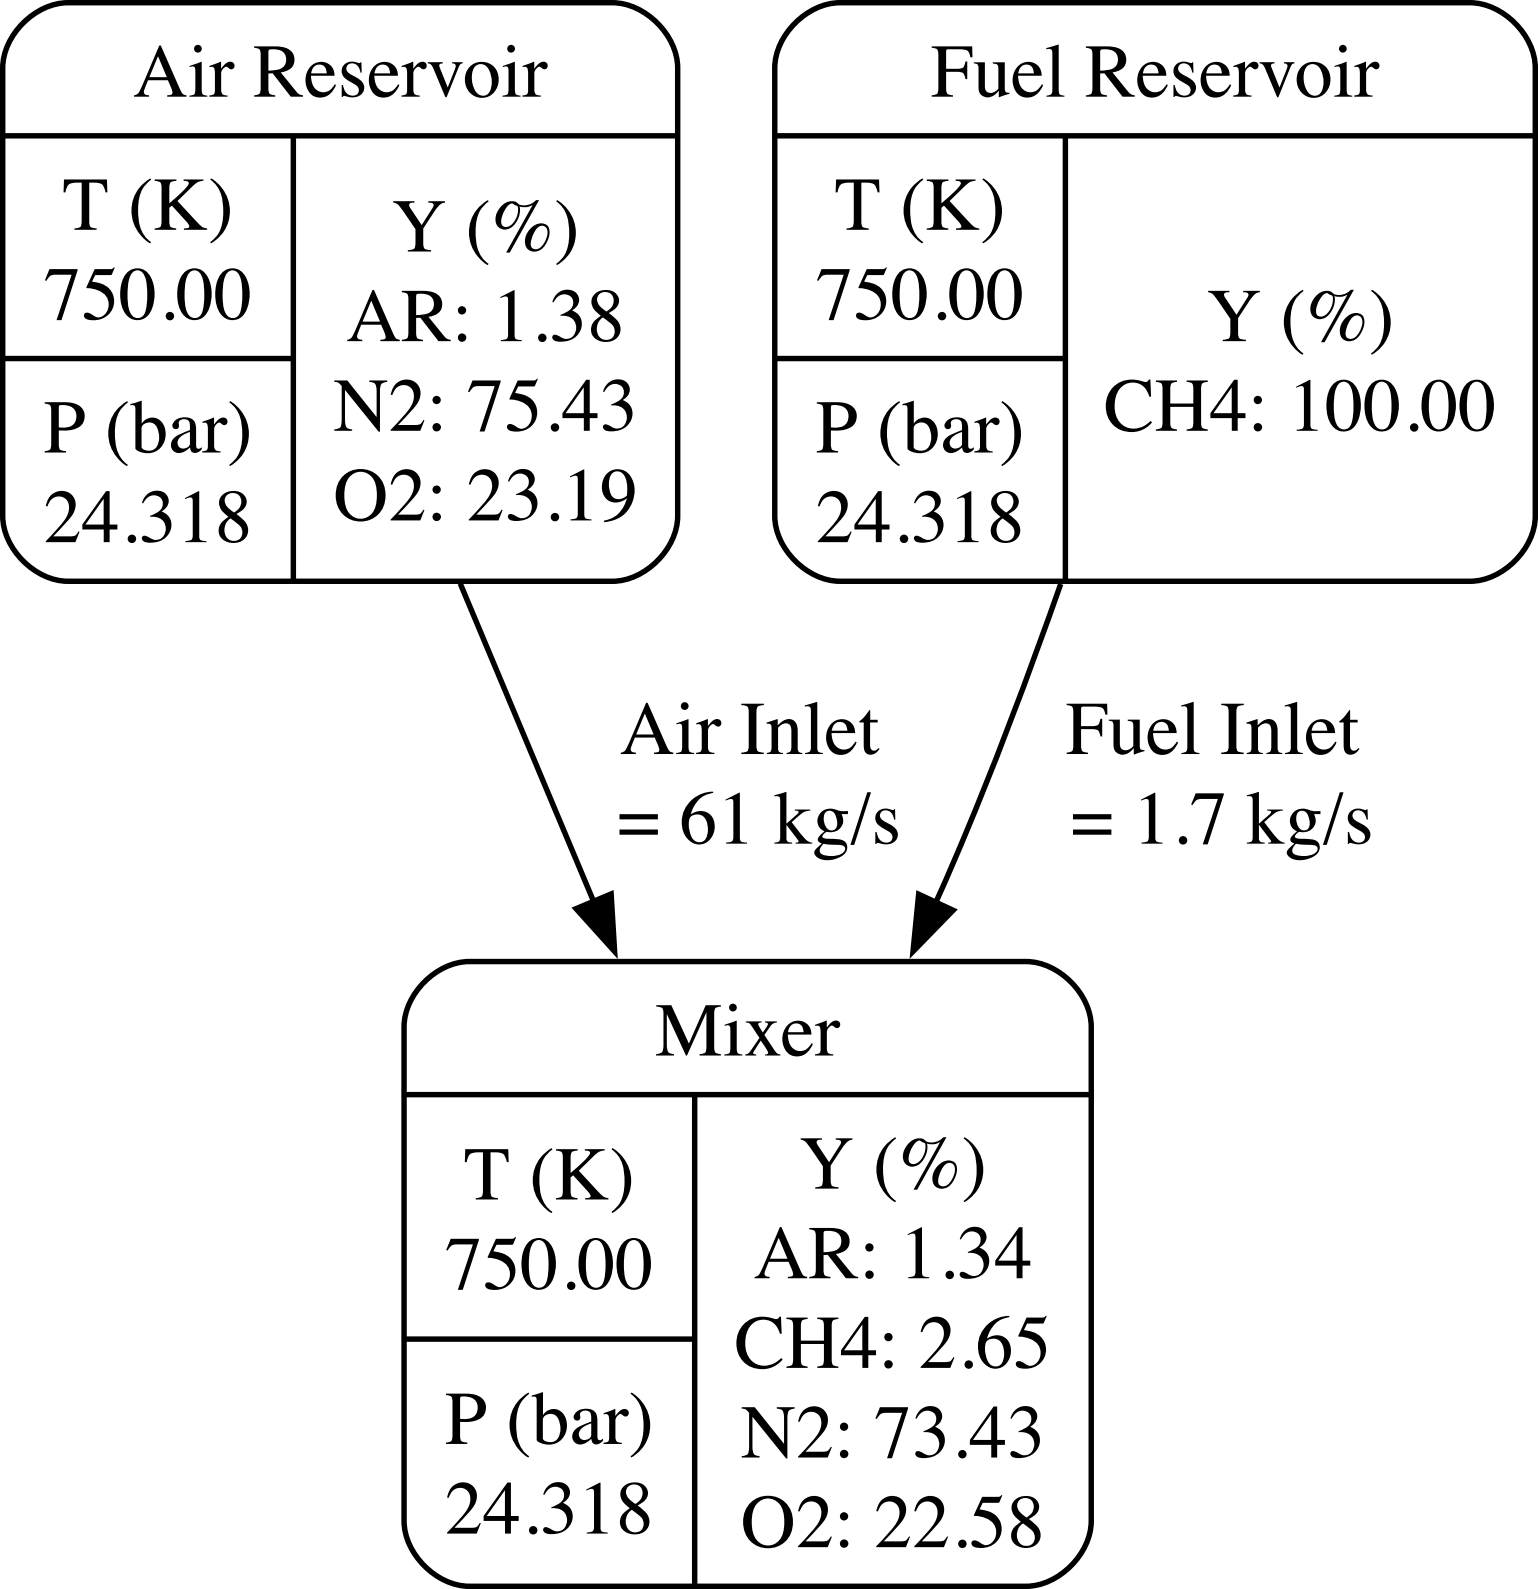 Air Reservoir
T (K)
750.00
P (bar)
24.318
Y (%)
AR: 1.38
N2: 75.43
O2: 23.19
Fuel Reservoir
T (K)
750.00
P (bar)
24.318
Y (%)
CH4: 100.00
Air Inlet
= 61 kg/s
Fuel Inlet
= 1.7 kg/s
Mixer
T (K)
750.00
P (bar)
24.318
Y (%)
AR: 1.34
CH4: 2.65
N2: 73.43
O2: 22.58